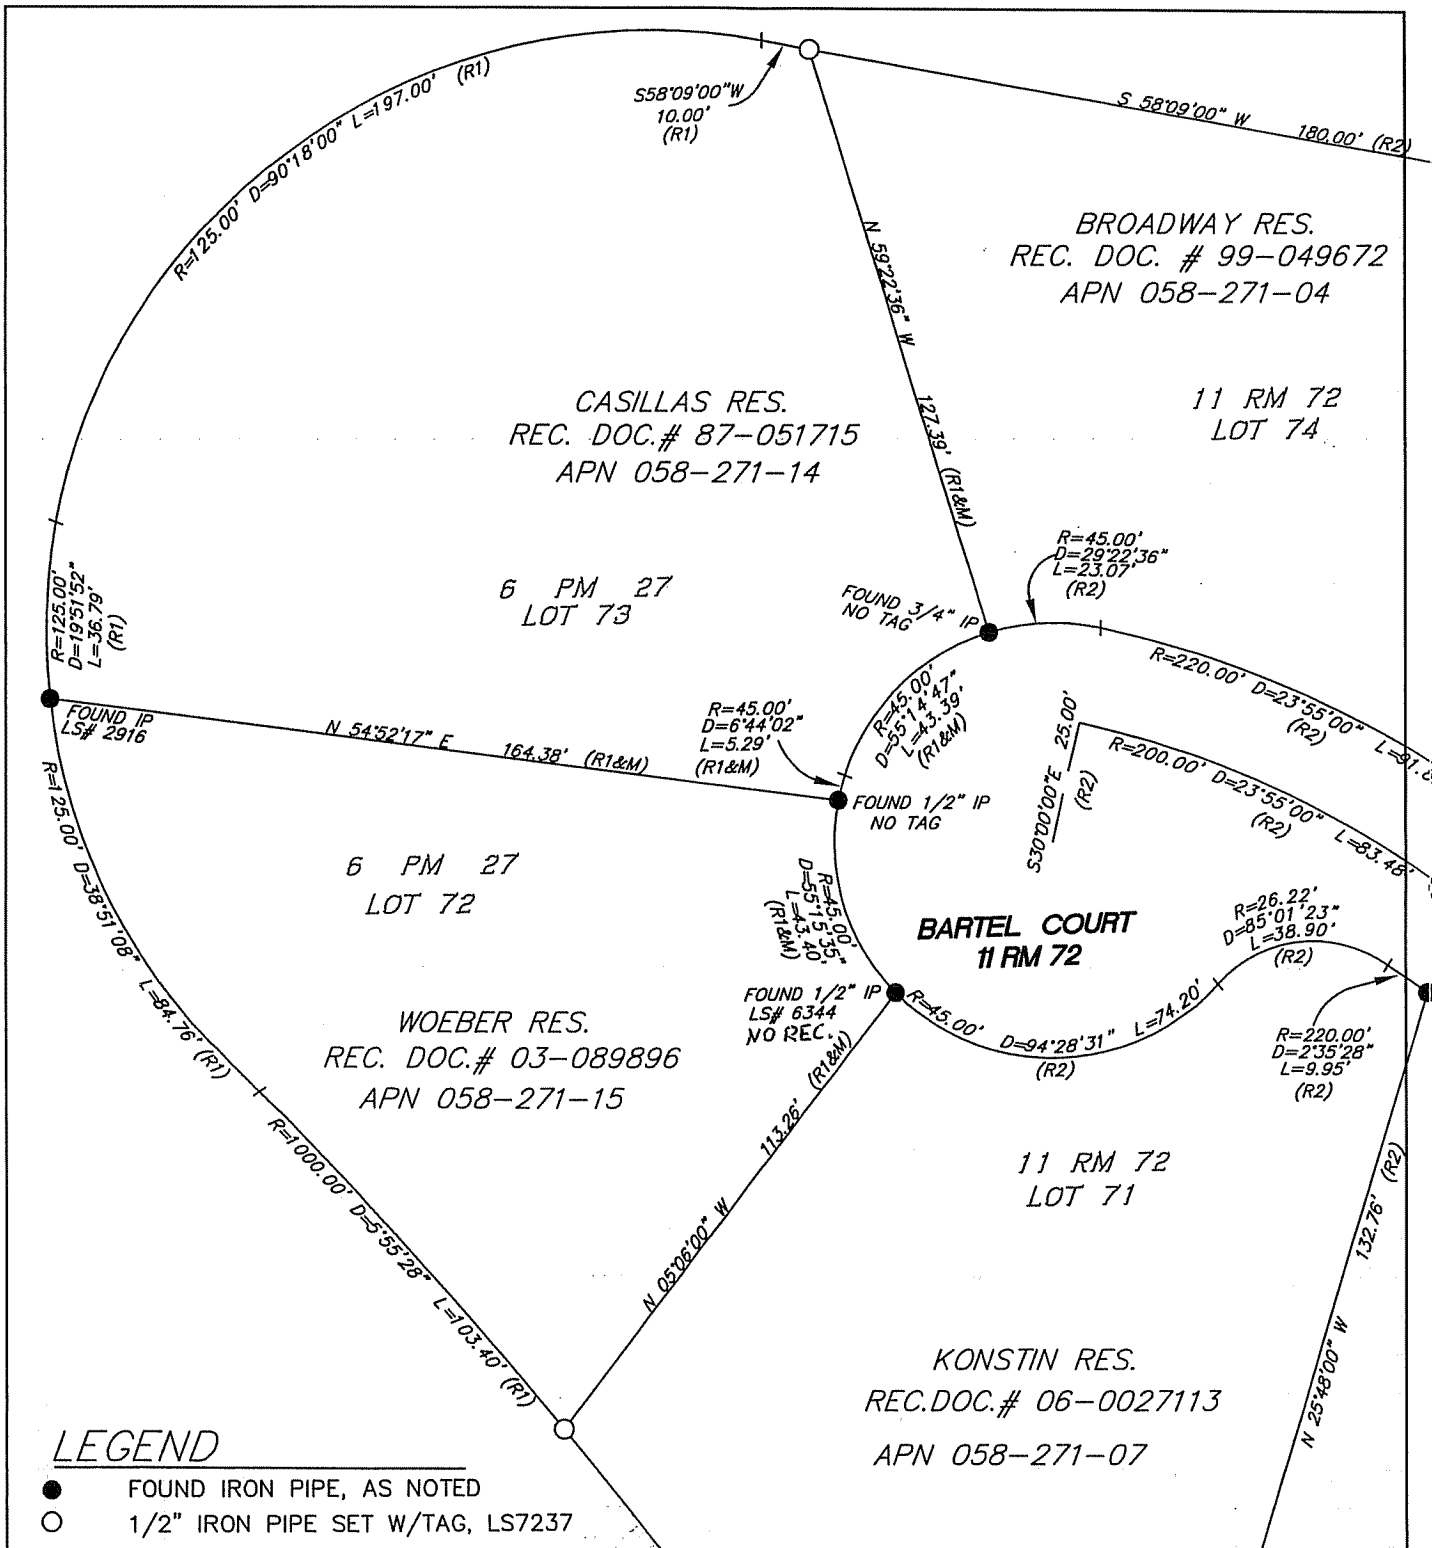 R=125.00' D=90°18'00" L=197.00' (R1)
S58°09'00"W
10.00'
(R1)
S 58°09'00" W 180.00' (R2)
BROADWAY RES.
REC. DOC. # 99-049672
APN 058-271-04
N 59°22'36" W 127.39' (R1&M)
11 RM 72
LOT 74
CASILLAS RES.
REC. DOC.# 87-051715
APN 058-271-14
6 PM 27
LOT 73
R=125.00'
D=19°51'52"
L=36.79'
(R1)
R=45.00'
D=29°22'36"
L=23.07'
(R2)
FOUND 3/4" IP
NO TAG
R=220.00' D=23°55'00"
(R2)
R=45.00'
D=55°14'47"
L=43.39'
(R1&M)
R=45.00'
D=6°44'02"
L=5.29'
(R1&M)
S30°00'00"E 25.00'
(R2)
R=200.00' D=23°55'00" L=83.48'
(R2)
FOUND IP
LS# 2916
N 54°52'17" E 164.38' (R1&M)
FOUND 1/2" IP
NO TAG
6 PM 27
LOT 72
R=125.00' D=38°51'08" L=84.76' (R1)
R=45.00'
D=55°15'35"
L=43.40'
(R1&M)
BARTEL COURT
11 RM 72
R=26.22'
D=85°01'23"
L=38.90'
(R2)
FOUND 1/2" IP
LS# 6344
NO REC.
R=45.00' D=94°28'31" L=74.20'
(R2)
R=220.00'
D=2°35'28"
L=9.95'
(R2)
WOEBER RES.
REC. DOC.# 03-089896
APN 058-271-15
N 05°06'00" W 113.26' (R1&M)
R=1000.00' D=5°55'28" L=103.40' (R1)
11 RM 72
LOT 71
N 25°48'00" W 132.76' (R2)
KONSTIN RES.
REC.DOC.# 06-0027113
APN 058-271-07
LEGEND
FOUND IRON PIPE, AS NOTED
1/2" IRON PIPE SET W/TAG, LS7237